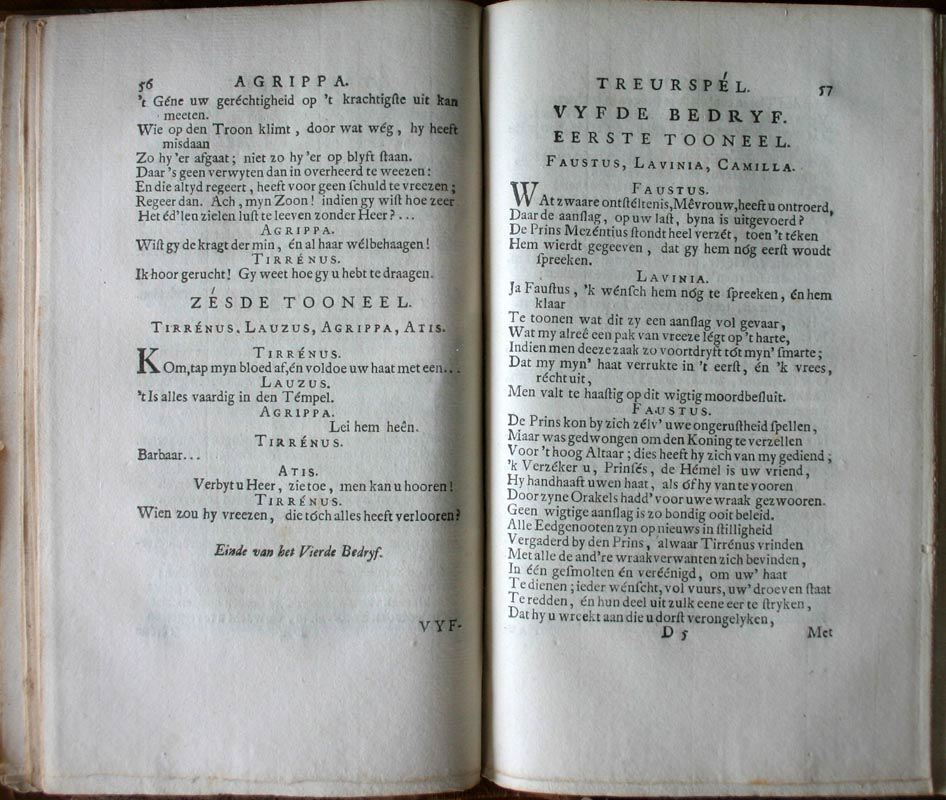 56 AGRIPPA.
't Géne uw geréchtigheid op 't krachtigſte uit kan
meeten.
Wie op den Troon klimt, door wat wég, hy heeft
misdaan
Zo hy 'er afgaat; niet zo hy 'er op blyft ſtaan.
Daar 's geen verwyten dan in overheerd te weezen:
En die altyd regeert, heeft voor geen ſchuld te vreezen;
Regeer dan. Ach, myn Zoon! indien gy wiſt hoe zeer
Het éd'len zielen luſt te leeven zonder Heer?...
AGRIPPA.
Wiſt gy de kragt der min, én al haar wélbehaagen!
TIRRÉNUS.
Ik hoor gerucht! Gy weet hoe gy u hebt te draagen.
ZÉSDE TOONEEL.
TIRRÉNUS. LAUZUS, AGRIPPA, ATIS.
TIRRÉNUS.
KOm, tap myn bloed af, én voldoe uw haat met een...
LAUZUS.
't Is alles vaardig in den Témpel.
AGRIPPA.
Lei hem heên.
TIRRÉNUS.
Barbaar...
ATIS.
Verbyt u Heer, zie toe, men kan u hooren!
TIRRÉNUS.
Wien zou hy vreezen, die tóch alles heeft verlooren?
Einde van het Vierde Bedryf.
VYF-
TREURSPÉL. 57
VYFDE BEDRYF.
EERSTE TOONEEL.
FAUSTUS, LAVINIA, CAMILLA.
FAUSTUS.
WAt zwaare ontſtéltenis, Mêvrouw, heeft u ontroerd,
Daar de aanſlag, op uw laſt, byna is uitgevoerd?
De Prins Mezéntius ſtondt heel verzét, toen 't téken
Hem wierdt gegeeven, dat gy hem nóg eerſt woudt
ſpreeken.
LAVINIA.
Ja Fauſtus, 'k wénſch hem nóg te ſpreeken, én hem
klaar
Te toonen wat dit zy een aanſlag vol gevaar,
Wat my alreê een pak van vreeze légt op 't harte,
Indien men deeze zaak zo voortdryft tót myn' ſmarte;
Dat my myn' haat verrukte in 't eerſt, én 'k vrees,
récht uit,
Men valt te haaſtig op dit wigtig moordbeſluit.
FAUSTUS.
De Prins kon by zich zélv' uwe ongeruſtheid ſpellen,
Maar was gedwongen om den Koning te verzellen
Voor 't hoog Altaar; dies heeft hy zich van my gediend;
'k Verzéker u, Prinſés, de Hémel is uw vriend,
Hy handhaaft uwen haat, als óf hy van te vooren
Door zyne Orakels hadd' voor uwe wraak gezwooren.
Geen wigtige aanſlag is zo bondig ooit beleid.
Alle Eedgenooten zyn op nieuws in ſtilligheid
Vergaderd by den Prins, alwaar Tirrénus vrinden
Met alle de and're wraakverwanten zich bevinden,
In één geſmolten én veréénigd, om uw' haat
Te dienen; ieder wénſcht, vol vuurs, uw' droeven ſtaat
Te redden, én hun deel uit zulk eene eer te ſtryken,
Dat hy u wreekt aan die u dorſt verongelyken,
D 5 Met